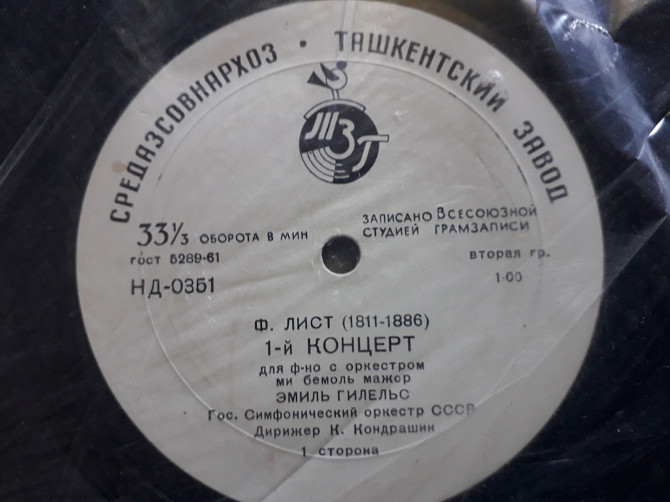 СРЕДАЗСОВНАРХОЗ • ТАШКЕНТСКИЙ ЗАВОД
ТЗГ
33⅓ ОБОРОТА В МИН
ГОСТ 5289-61
НД-0351
ЗАПИСАНО ВСЕСОЮЗНОЙ
СТУДИЕЙ ГРАМЗАПИСИ
вторая гр.
1-00
Ф. ЛИСТ (1811-1886)
1-й КОНЦЕРТ
для ф-но с оркестром
ми бемоль мажор
ЭМИЛЬ ГИЛЕЛЬС
Гос. Симфонический оркестр СССР
Дирижер К. Кондрашин
1 сторона